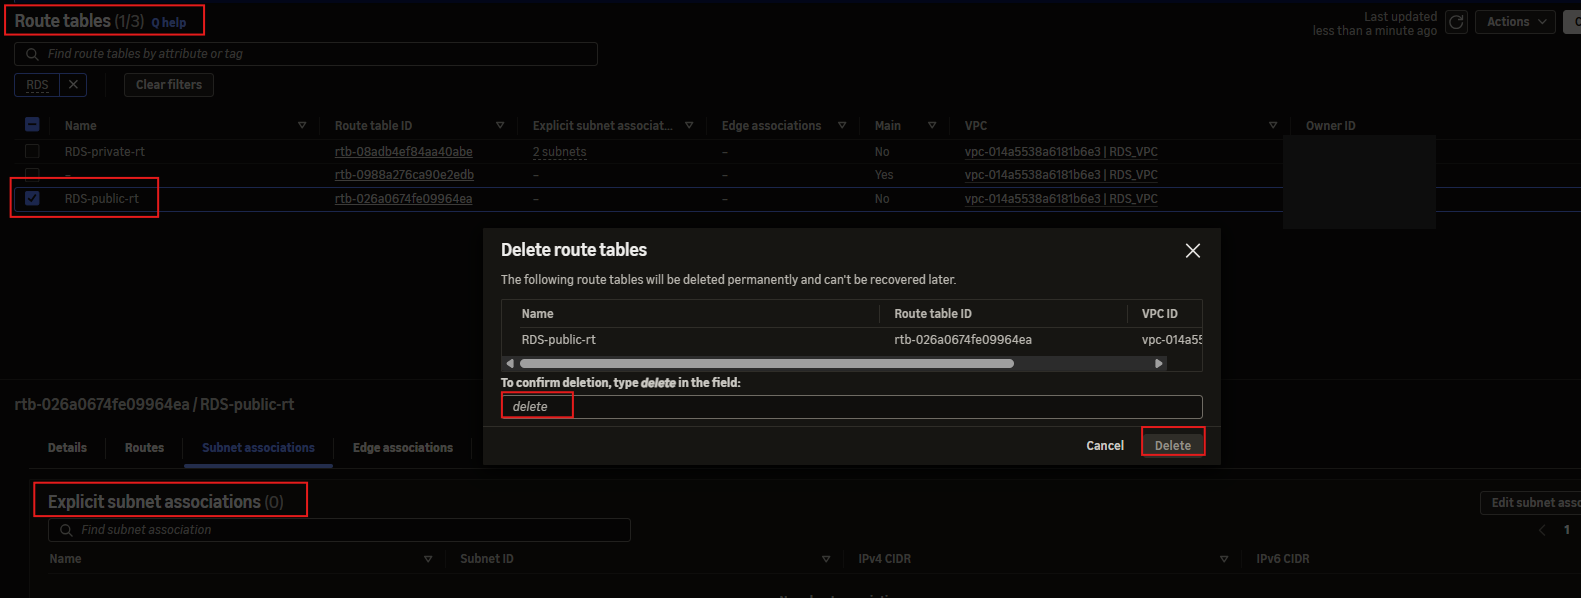 Route tables (1/3) Q help
Last updated
less than a minute ago
Actions
Find route tables by attribute or tag
RDS
Clear filters
Name Route table ID Explicit subnet associat... Edge associations Main VPC Owner ID
RDS-private-rt rtb-08adb4ef84aa40abe 2 subnets – No vpc-014a5538a6181b6e3 | RDS_VPC
– rtb-0988a276ca90e2edb – – Yes vpc-014a5538a6181b6e3 | RDS_VPC
RDS-public-rt rtb-026a0674fe09964ea – – No vpc-014a5538a6181b6e3 | RDS_VPC
Delete route tables
The following route tables will be deleted permanently and can't be recovered later.
Name Route table ID VPC ID
RDS-public-rt rtb-026a0674fe09964ea vpc-014a55
To confirm deletion, type delete in the field:
delete
Cancel Delete
rtb-026a0674fe09964ea / RDS-public-rt
Details Routes Subnet associations Edge associations
Explicit subnet associations (0)
Edit subnet asso
Find subnet association
1
Name Subnet ID IPv4 CIDR IPv6 CIDR